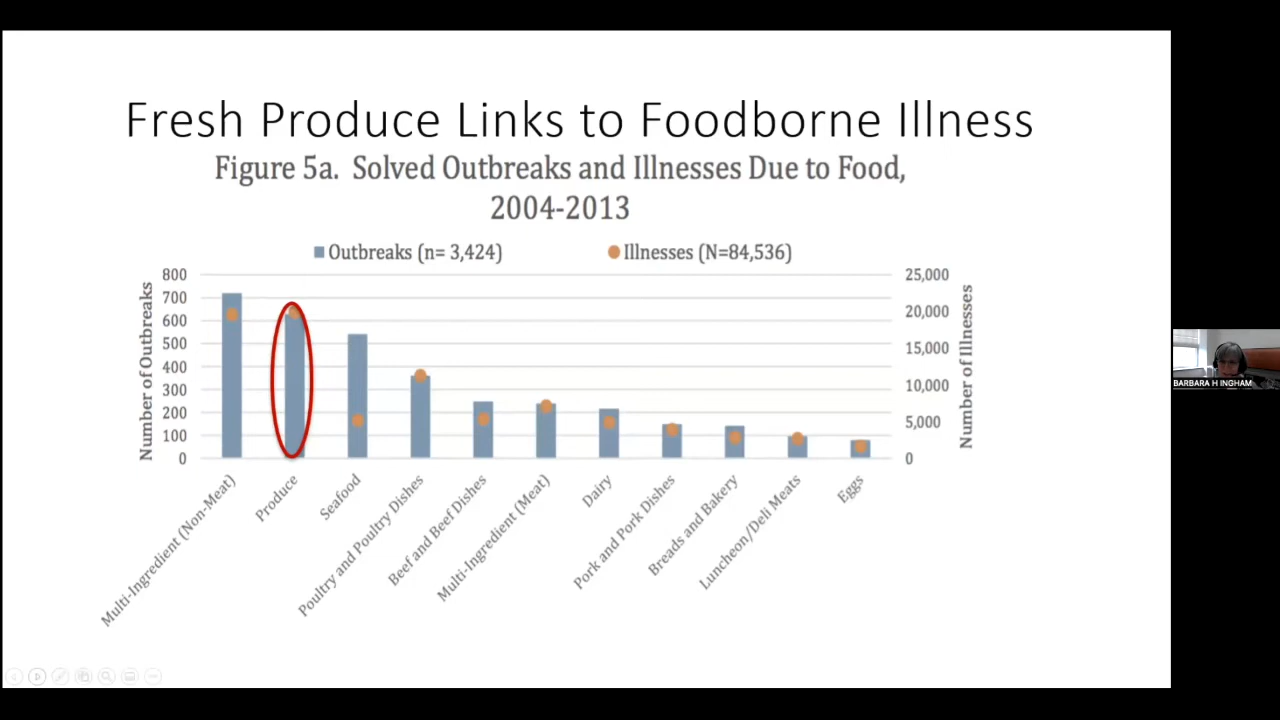 Fresh Produce Links to Foodborne Illness
Figure 5a. Solved Outbreaks and Illnesses Due to Food,
2004-2013
Outbreaks (n= 3,424)
Illnesses (N=84,536)
Number of Outbreaks
800
700
600
500
400
300
200
100
0
25,000
20,000
15,000
10,000
5,000
0
Number of Illnesses
Multi-Ingredient (Non-Meat)
Produce
Seafood
Poultry and Poultry Dishes
Beef and Beef Dishes
Multi-Ingredient (Meat)
Dairy
Pork and Pork Dishes
Breads and Bakery
Luncheon/Deli Meats
Eggs
BARBARA H INGHAM